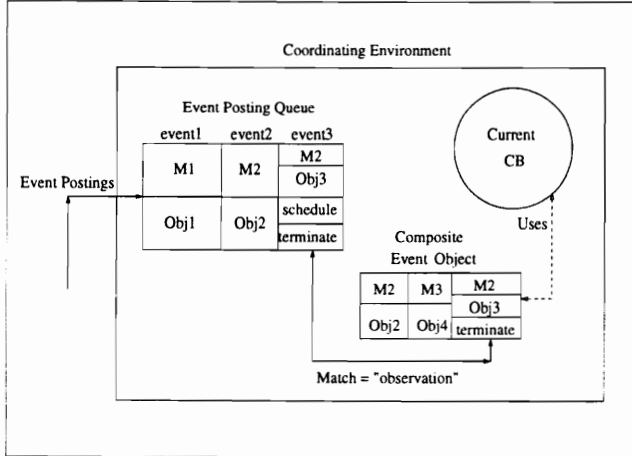 Coordinating Environment
Event Posting Queue
event1 event2 event3
M1 M2 M2
Obj3
Event Postings
Obj1 Obj2 schedule
terminate
Current
CB
Uses
Composite
Event Object
M2 M3 M2
Obj3
Obj2 Obj4 terminate
Match = "observation"